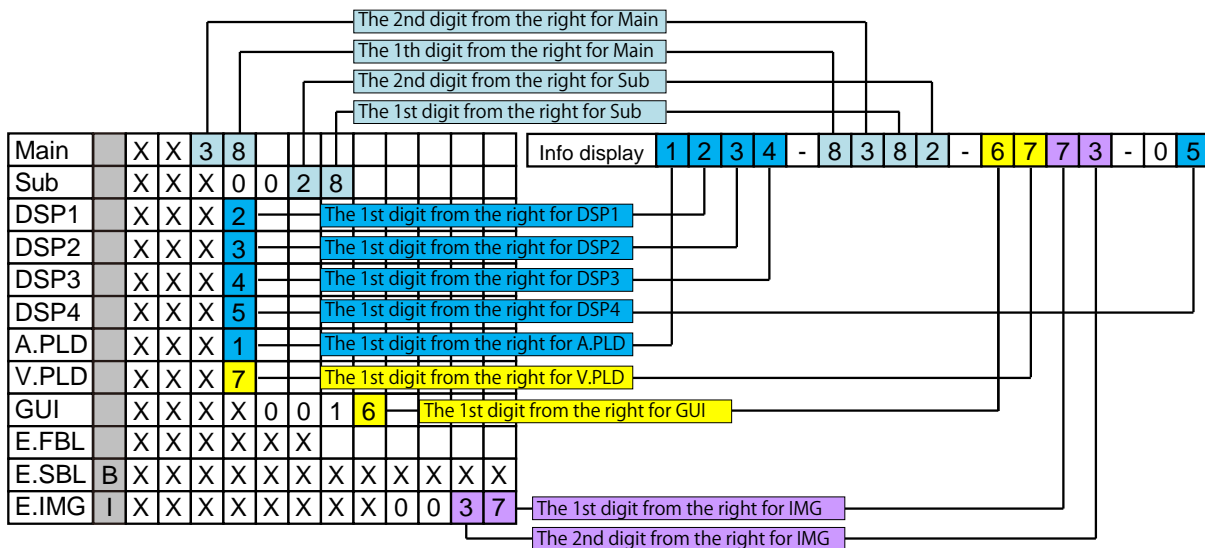 The 2nd digit from the right for Main
The 1th digit from the right for Main
The 2nd digit from the right for Sub
The 1st digit from the right for Sub
Main X X 3 8
Info display 1 2 3 4 - 8 3 8 2 - 6 7 7 3 - 0 5
Sub X X X 0 0 2 8
DSP1 X X X 2 The 1st digit from the right for DSP1
DSP2 X X X 3 The 1st digit from the right for DSP2
DSP3 X X X 4 The 1st digit from the right for DSP3
DSP4 X X X 5 The 1st digit from the right for DSP4
A.PLD X X X 1 The 1st digit from the right for A.PLD
V.PLD X X X 7 The 1st digit from the right for V.PLD
GUI X X X X 0 0 1 6 The 1st digit from the right for GUI
E.FBL X X X X X X
E.SBL B X X X X X X X X X X X X
E.IMG I X X X X X X X X 0 0 3 7 The 1st digit from the right for IMG
The 2nd digit from the right for IMG